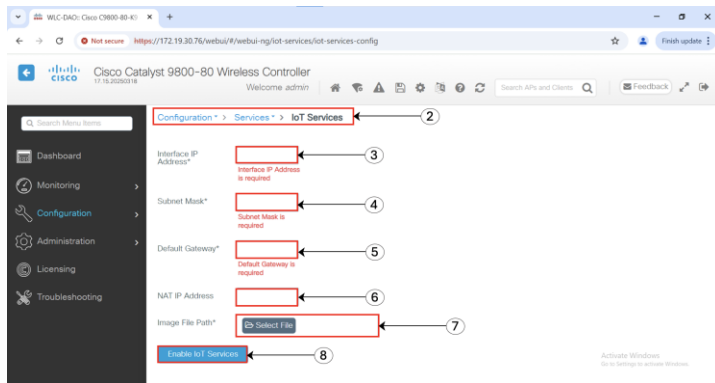 WLC-DAO: Cisco C9800-80-K9
Not secure https://172.19.30.76/webui/#/webui-ng/iot-services/iot-services-config
Finish update
CISCO
Cisco Catalyst 9800-80 Wireless Controller
17.15.20250318
Welcome admin
Search APs and Clients
Feedback
Search Menu Items
Configuration > Services > IoT Services
2
Dashboard
Interface IP
Address*
3
Interface IP Address
is required
Monitoring
Subnet Mask*
4
Configuration
Subnet Mask is
required
Administration
Default Gateway*
5
Default Gateway is
required
Licensing
Troubleshooting
NAT IP Address
6
Image File Path*
Select File
7
Enable IoT Services
8
Activate Windows
Go to Settings to activate Windows.